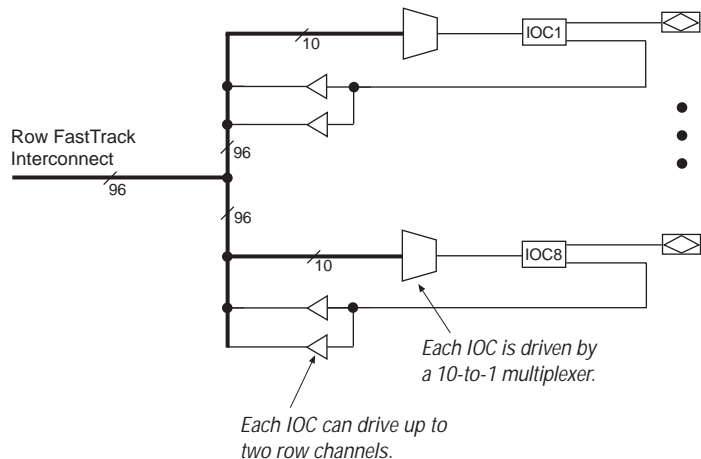 10
IOC1
Row FastTrack
Interconnect
96
96
96
10
IOC8
Each IOC is driven by
a 10-to-1 multiplexer.
Each IOC can drive up to
two row channels.